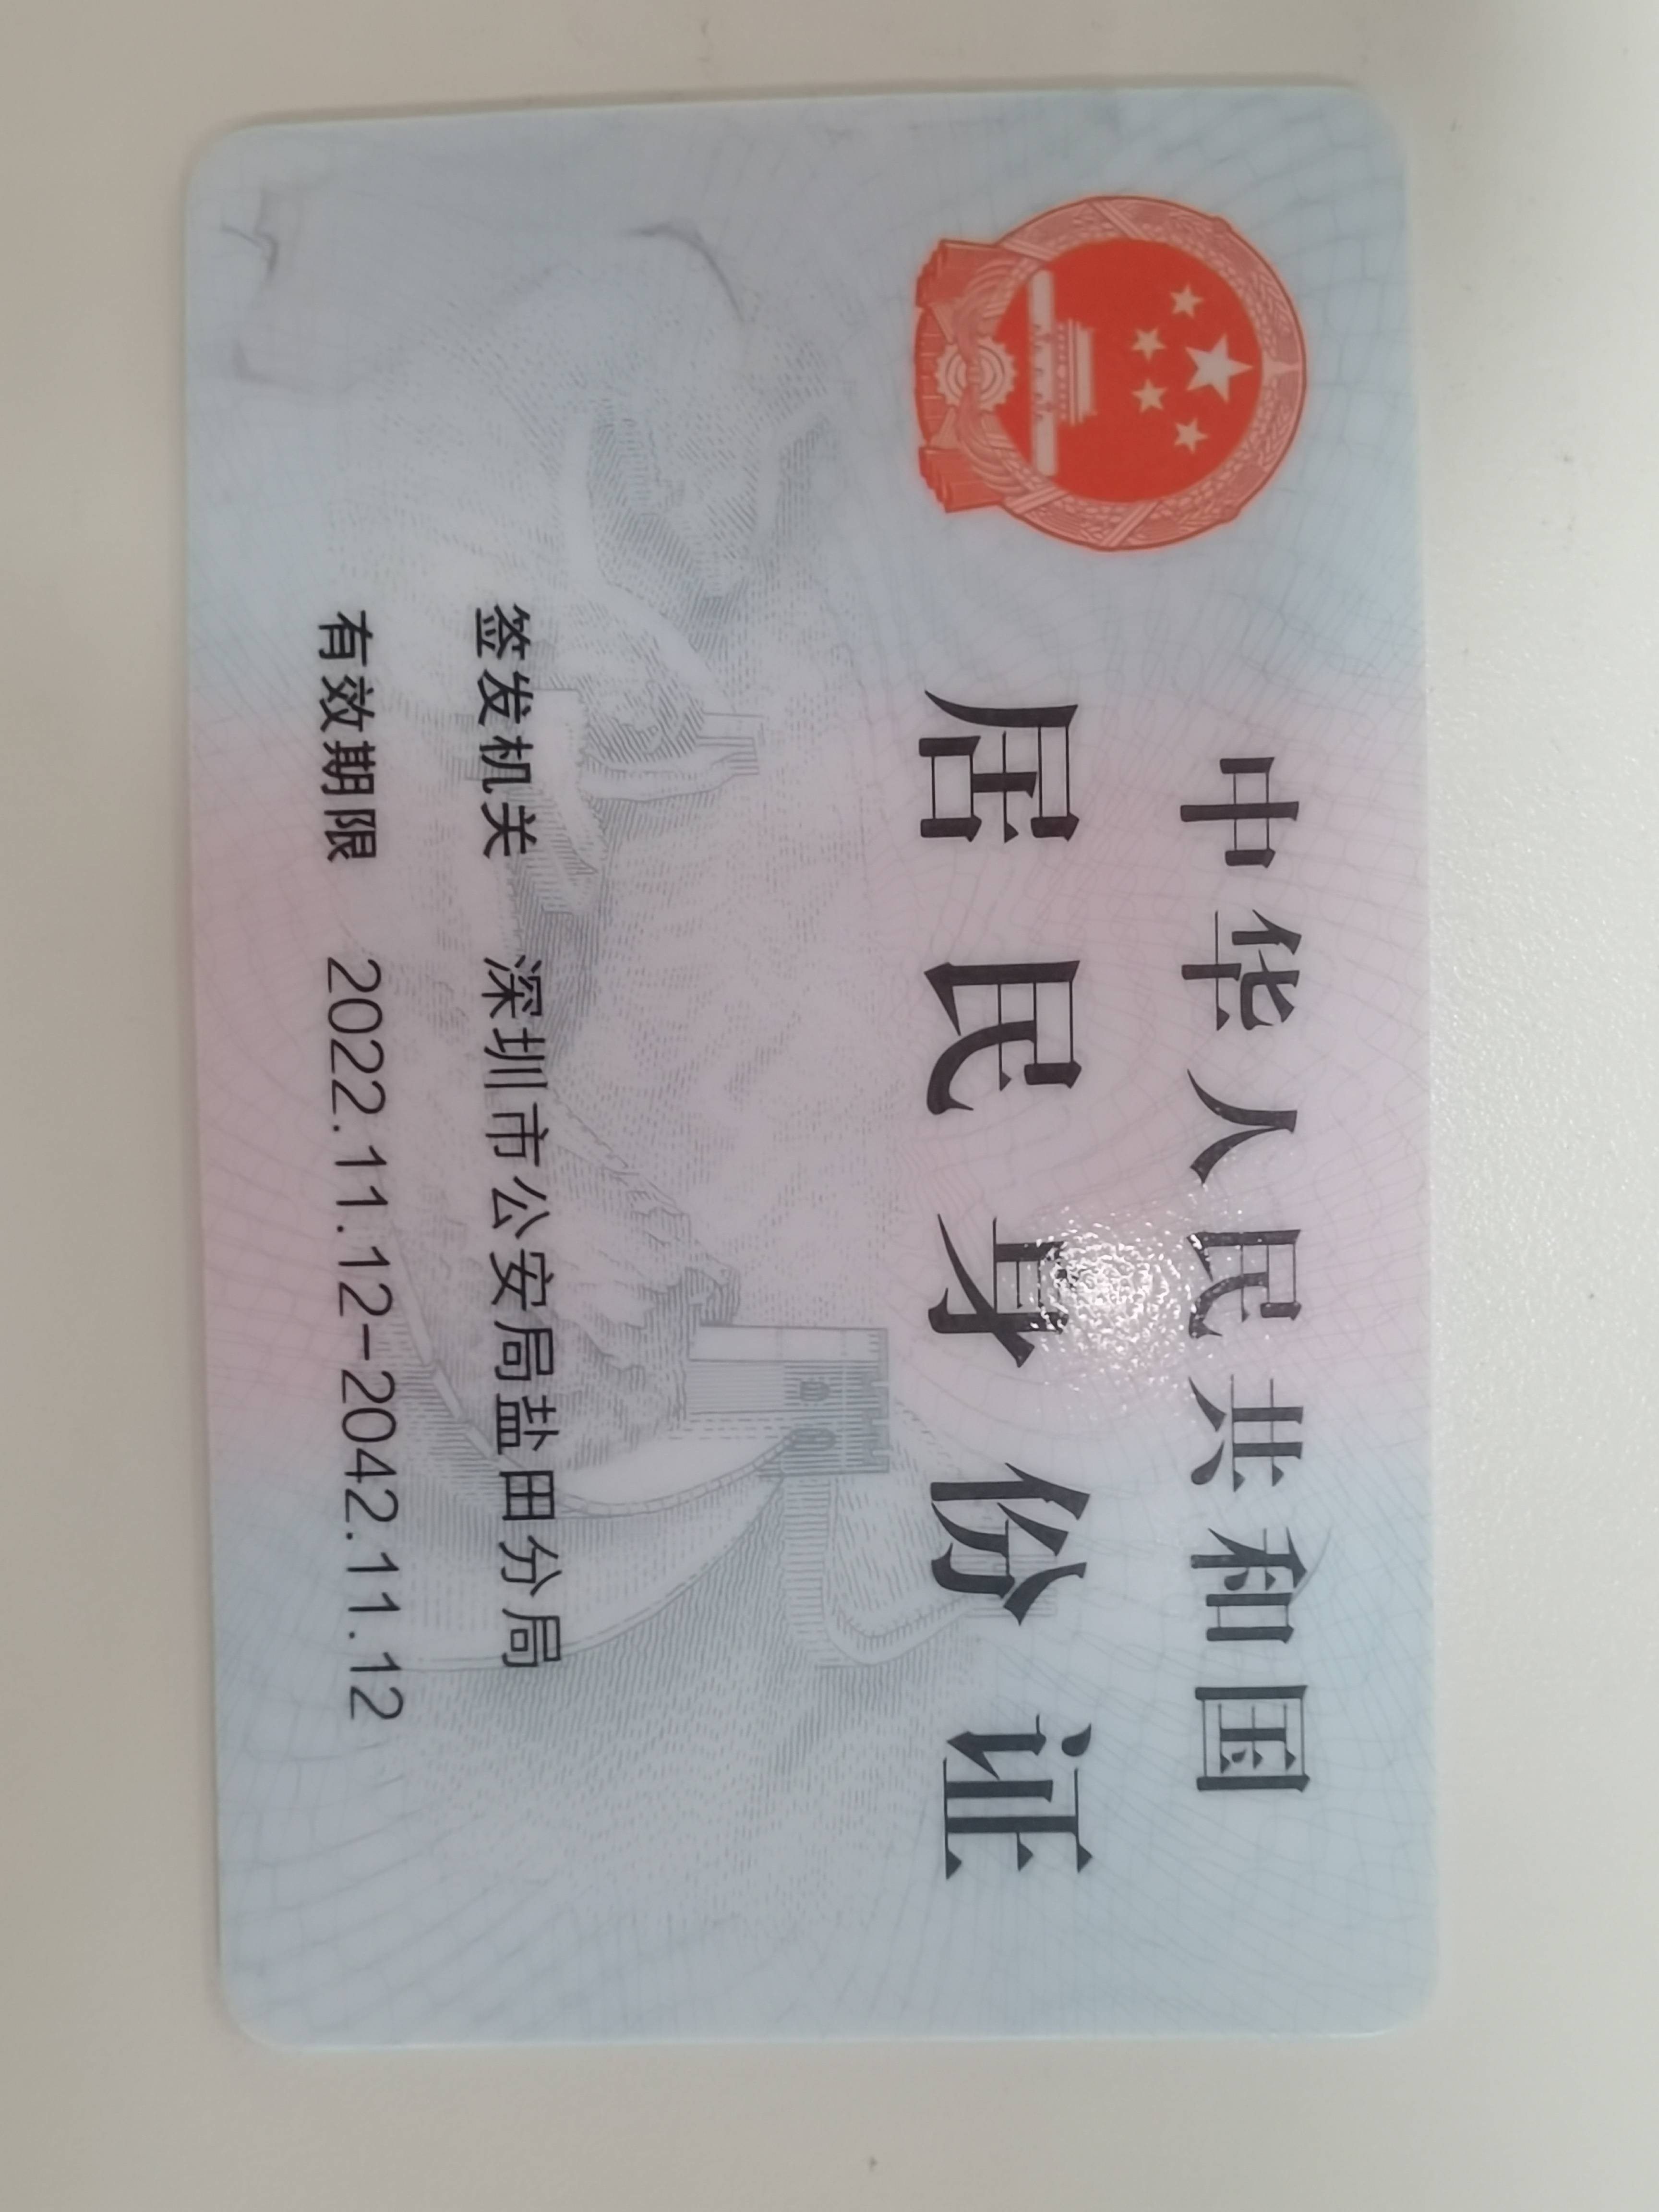 中华人民共和国
居民身份证
签发机关 深圳市公安局盐田分局
有效期限 2022.11.12-2042.11.12